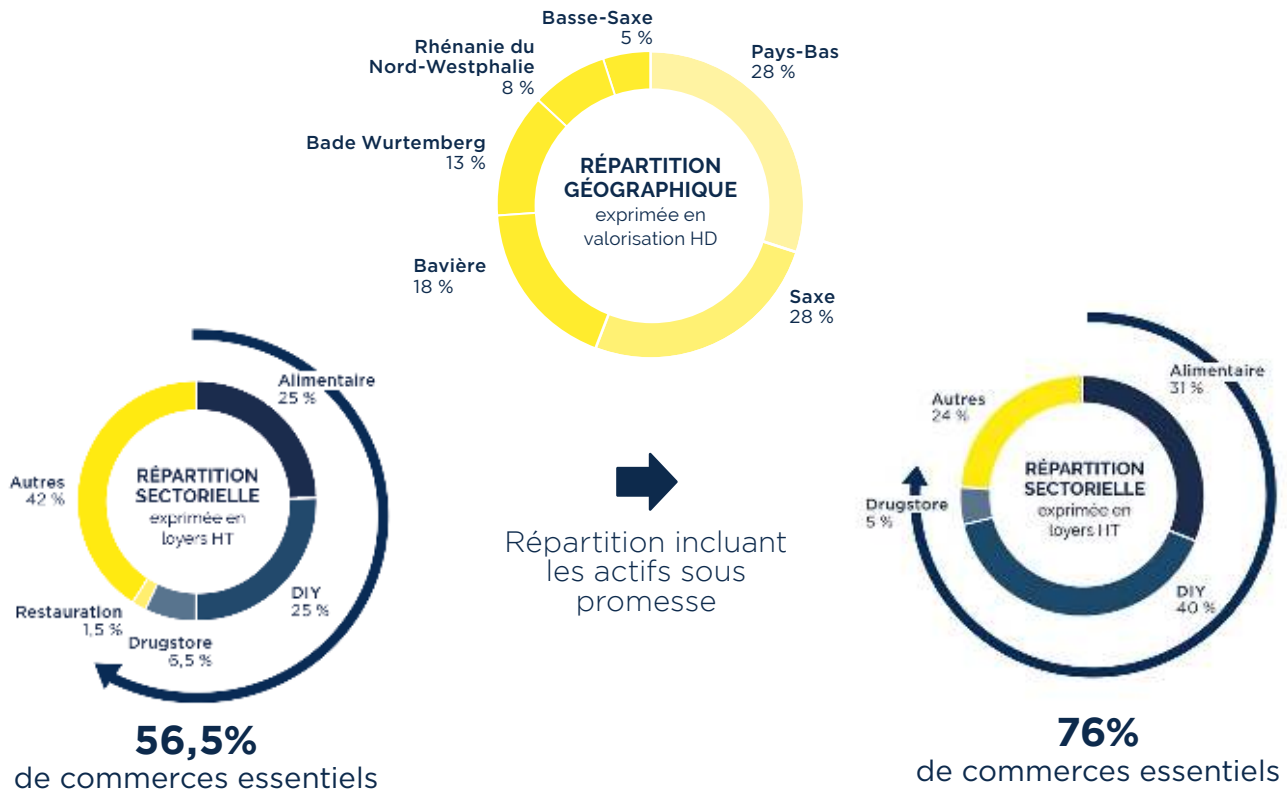 Basse-Saxe
5 %
Rhénanie du
Nord-Westphalie
8 %
Pays-Bas
28 %
Bade Wurtemberg
13 %
RÉPARTITION
GÉOGRAPHIQUE
exprimée en
valorisation HD
Bavière
18 %
Saxe
28 %
Alimentaire
25 %
Autres
42 %
RÉPARTITION
SECTORIELLE
exprimée en
loyers HT
DIY
25 %
Restauration
1,5 %
Drugstore
6,5 %
56,5%
de commerces essentiels
Répartition incluant
les actifs sous
promesse
Alimentaire
31 %
Autres
24 %
RÉPARTITION
SECTORIELLE
exprimée en
loyers HT
Drugstore
5 %
DIY
40 %
76%
de commerces essentiels